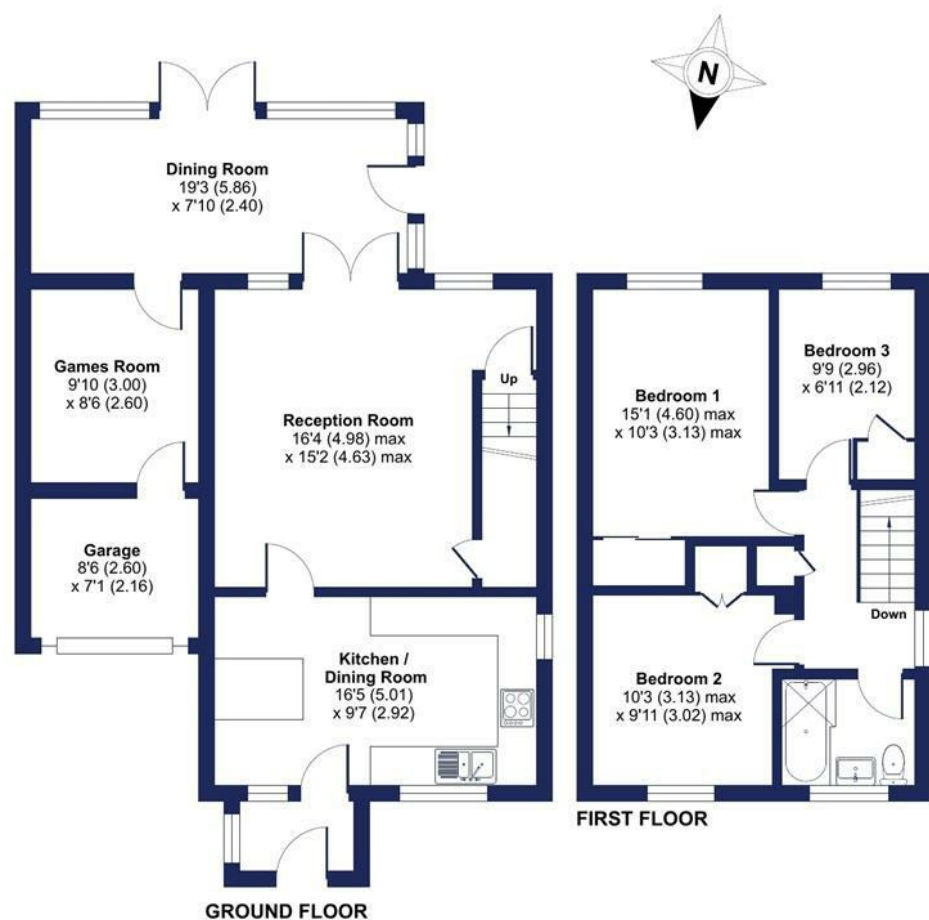 N
Dining Room
19'3 (5.86)
x 7'10 (2.40)
Games Room
9'10 (3.00)
x 8'6 (2.60)
Up
Reception Room
16'4 (4.98) max
x 15'2 (4.63) max
Garage
8'6 (2.60)
x 7'1 (2.16)
Kitchen /
Dining Room
16'5 (5.01)
x 9'7 (2.92)
GROUND FLOOR
Bedroom 3
9'9 (2.96)
x 6'11 (2.12)
Bedroom 1
15'1 (4.60) max
x 10'3 (3.13) max
Down
Bedroom 2
10'3 (3.13) max
x 9'11 (3.02) max
FIRST FLOOR